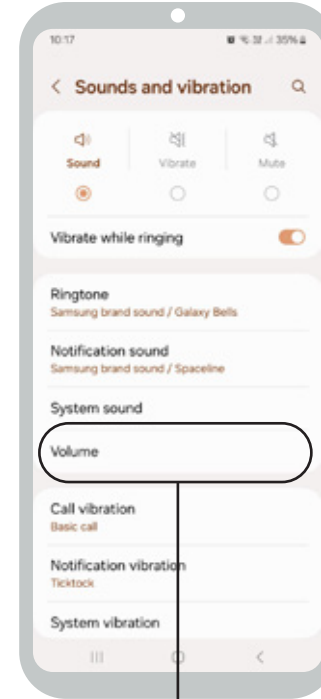 10:17
35%
Sounds and vibration
Sound Vibrate Mute
Vibrate while ringing
Ringtone
Samsung brand sound / Galaxy Bells
Notification sound
Samsung brand sound / Spaceline
System sound
Volume
Call vibration
Basic call
Notification vibration
Ticktock
System vibration